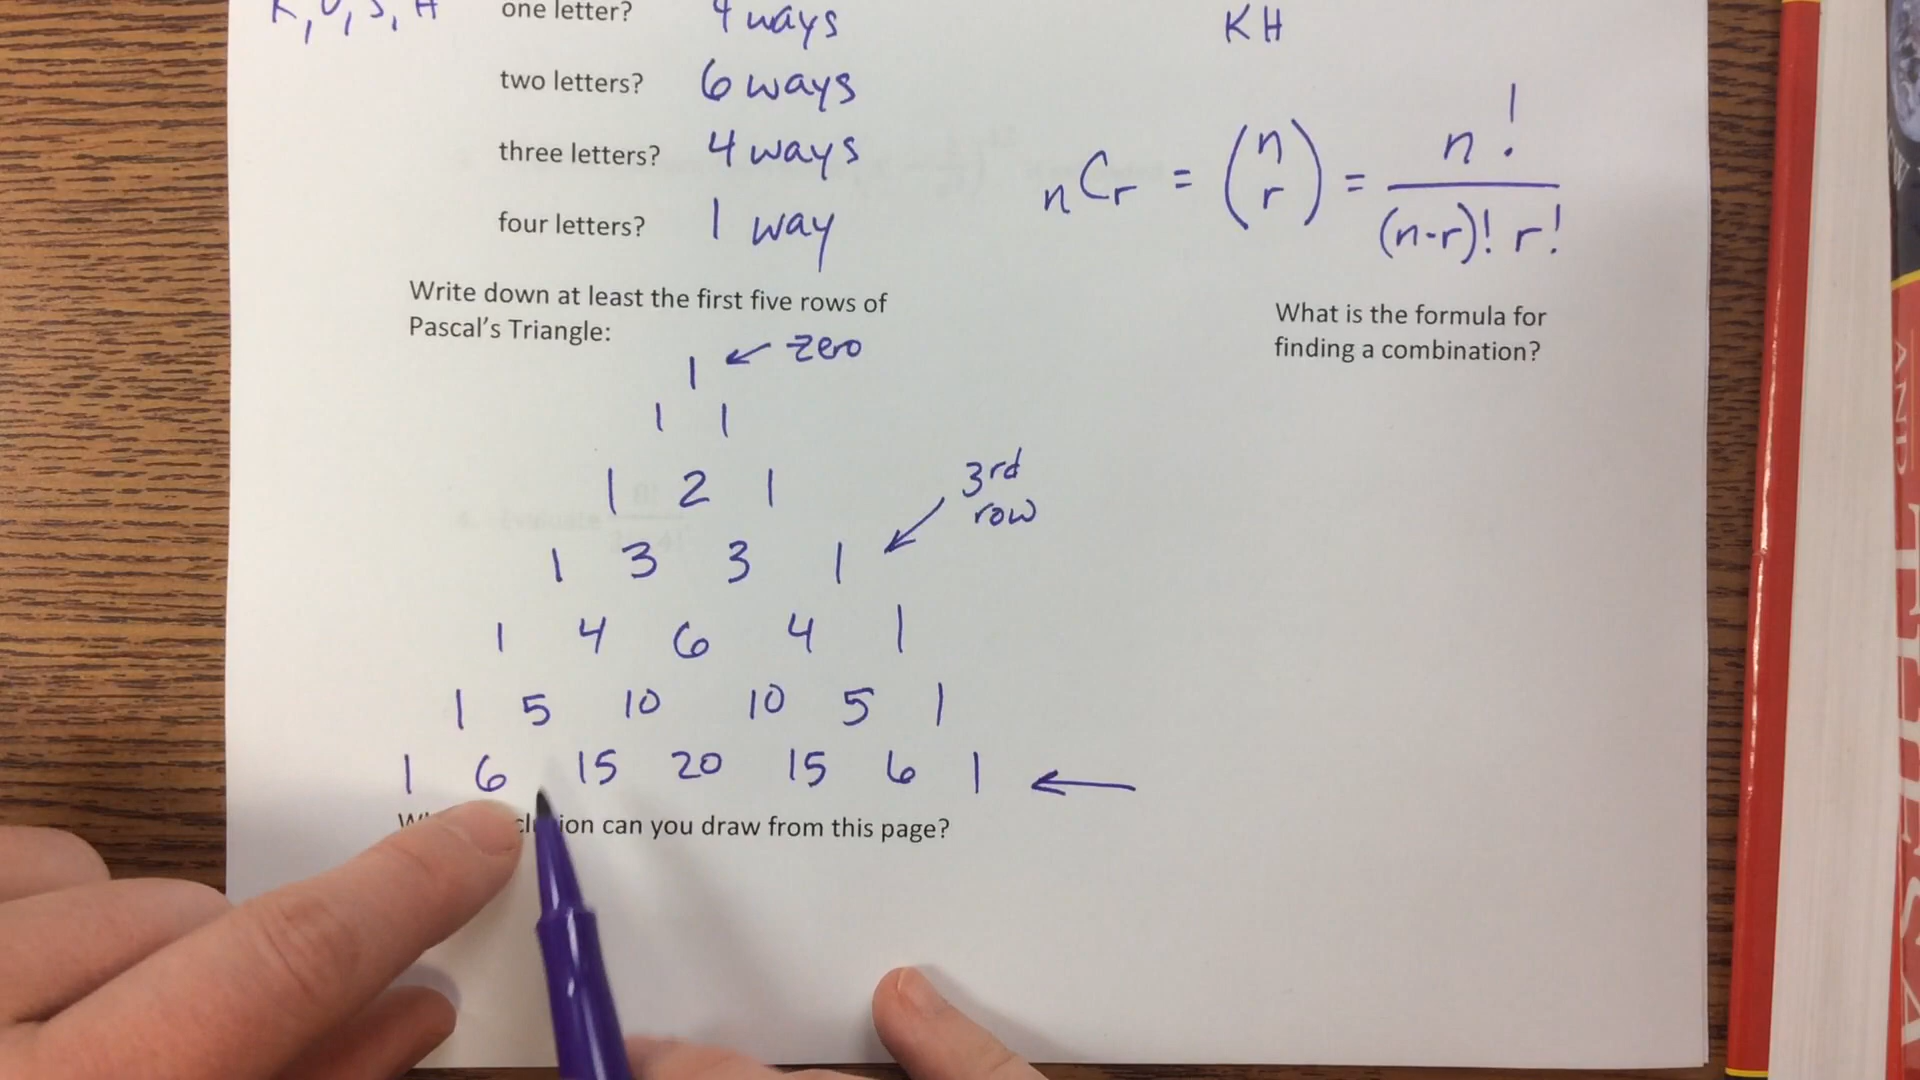 one letter? 4 ways
KH
two letters? 6 ways
three letters? 4 ways
nCr = (n r) = n! / (n-r)! r!
four letters? 1 way
Write down at least the first five rows of
Pascal's Triangle:
What is the formula for
finding a combination?
1 ← zero
1 1
1 2 1
3rd
row
1 3 3 1
1 4 6 4 1
1 5 10 10 5 1
1 6 15 20 15 6 1 ←
can you draw from this page?
AND